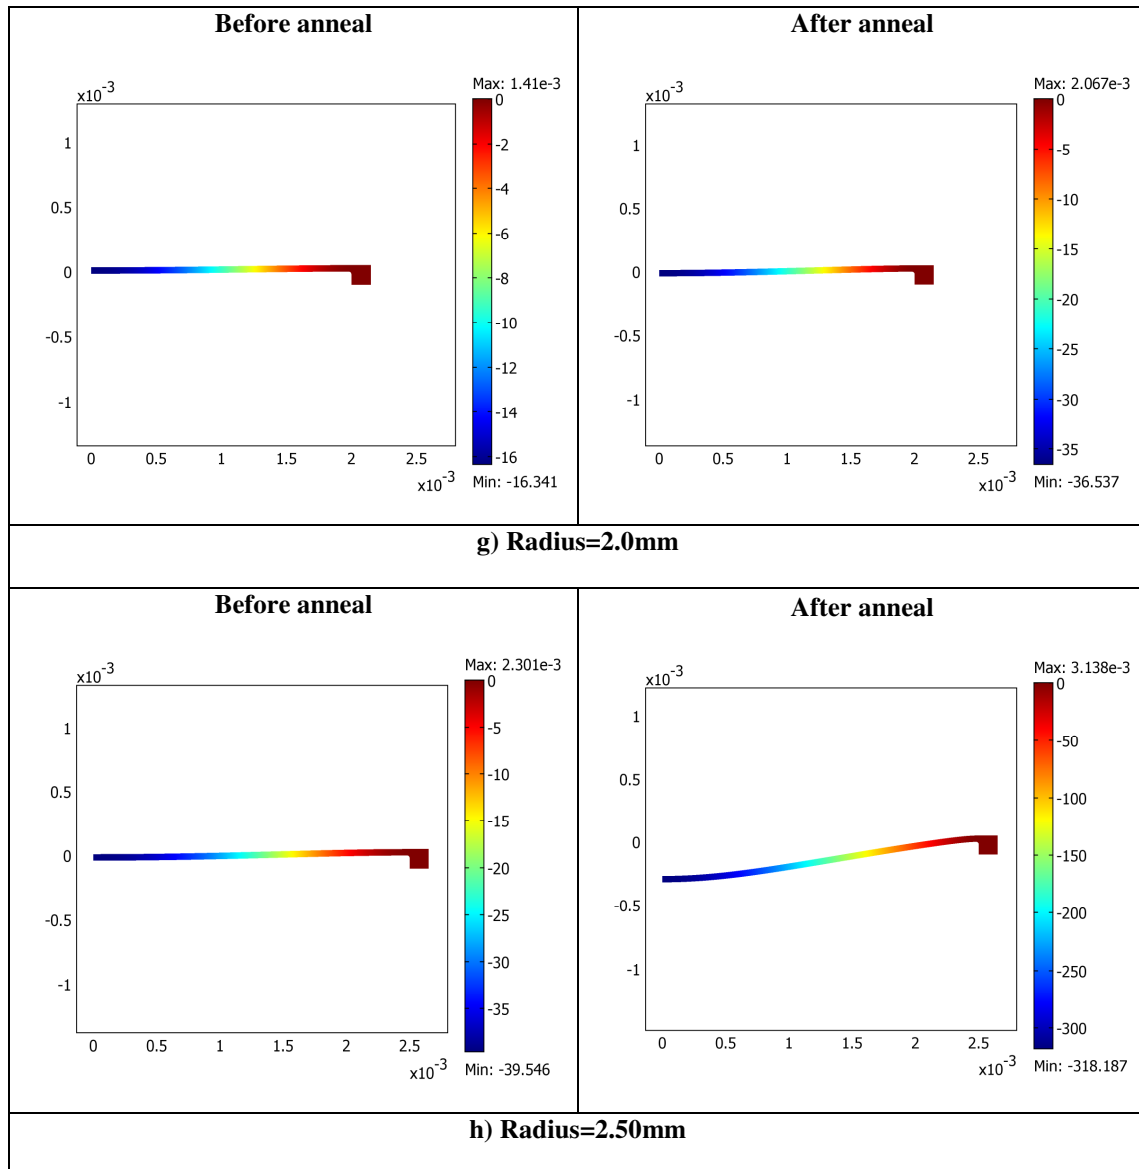 Before anneal
After anneal
Max: 1.41e-3
x10-3
0
1
-2
-4
0.5
-6
0
-8
-10
-0.5
-12
-1
-14
-16
0 0.5 1 1.5 2 2.5
x10-3
Min: -16.341
Max: 2.067e-3
x10-3
0
1
-5
0.5
-10
-15
0
-20
-0.5
-25
-30
-1
-35
0 0.5 1 1.5 2 2.5
x10-3
Min: -36.537
g) Radius=2.0mm
Before anneal
After anneal
Max: 2.301e-3
x10-3
0
1
-5
0.5
-10
-15
0
-20
-0.5
-25
-30
-1
-35
0 0.5 1 1.5 2 2.5
x10-3
Min: -39.546
Max: 3.138e-3
x10-3
0
1
-50
0.5
-100
0
-150
-0.5
-200
-1
-250
-300
0 0.5 1 1.5 2 2.5
x10-3
Min: -318.187
h) Radius=2.50mm